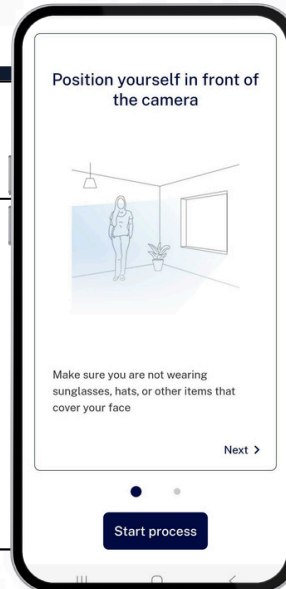 Position yourself in front of
the camera
Make sure you are not wearing
sunglasses, hats, or other items that
cover your face
Next
Start process